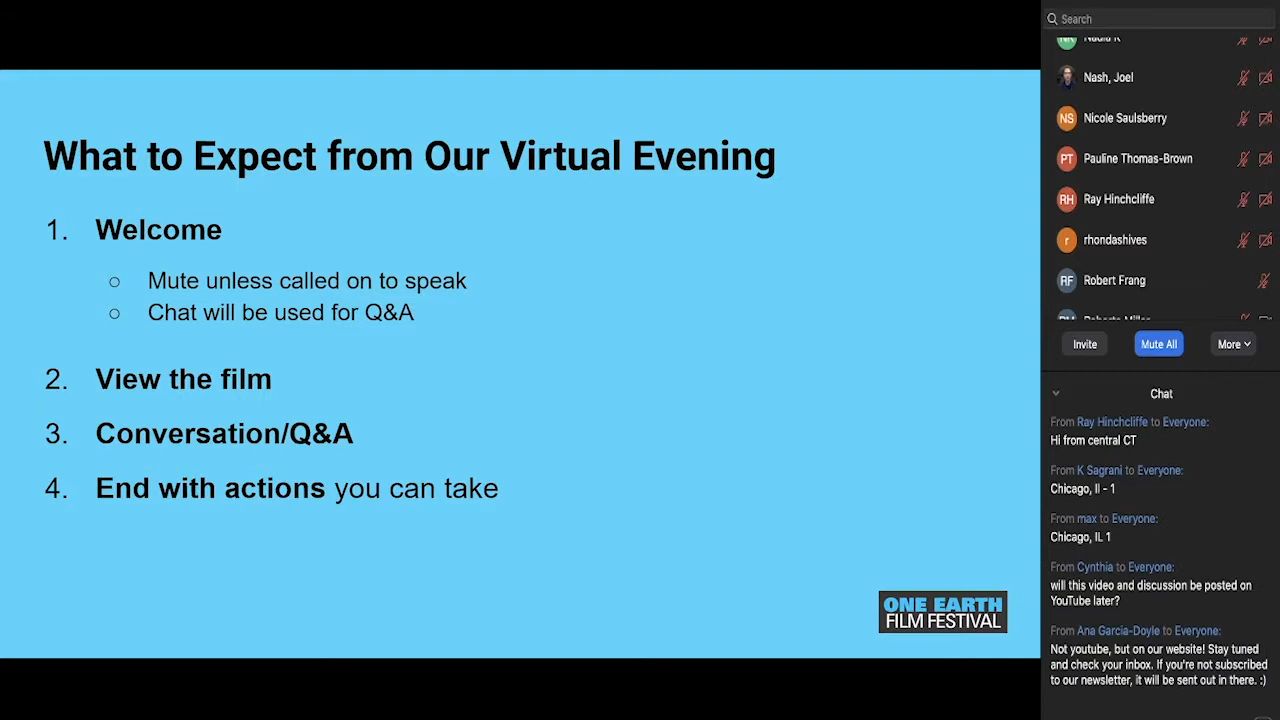 What to Expect from Our Virtual Evening
1. Welcome
○ Mute unless called on to speak
○ Chat will be used for Q&A
2. View the film
3. Conversation/Q&A
4. End with actions you can take
ONE EARTH
FILM FESTIVAL
Search
Nadia K
Nash, Joel
NS Nicole Saulsberry
PT Pauline Thomas-Brown
RH Ray Hinchcliffe
r rhondashives
RF Robert Frang
Invite Mute All More
Chat
From Ray Hinchcliffe to Everyone:
Hi from central CT
From K Sagrani to Everyone:
Chicago, Il - 1
From max to Everyone:
Chicago, IL 1
From Cynthia to Everyone:
will this video and discussion be posted on
YouTube later?
From Ana Garcia-Doyle to Everyone:
Not youtube, but on our website! Stay tuned
and check your inbox. If you're not subscribed
to our newsletter, it will be sent out in there. :)